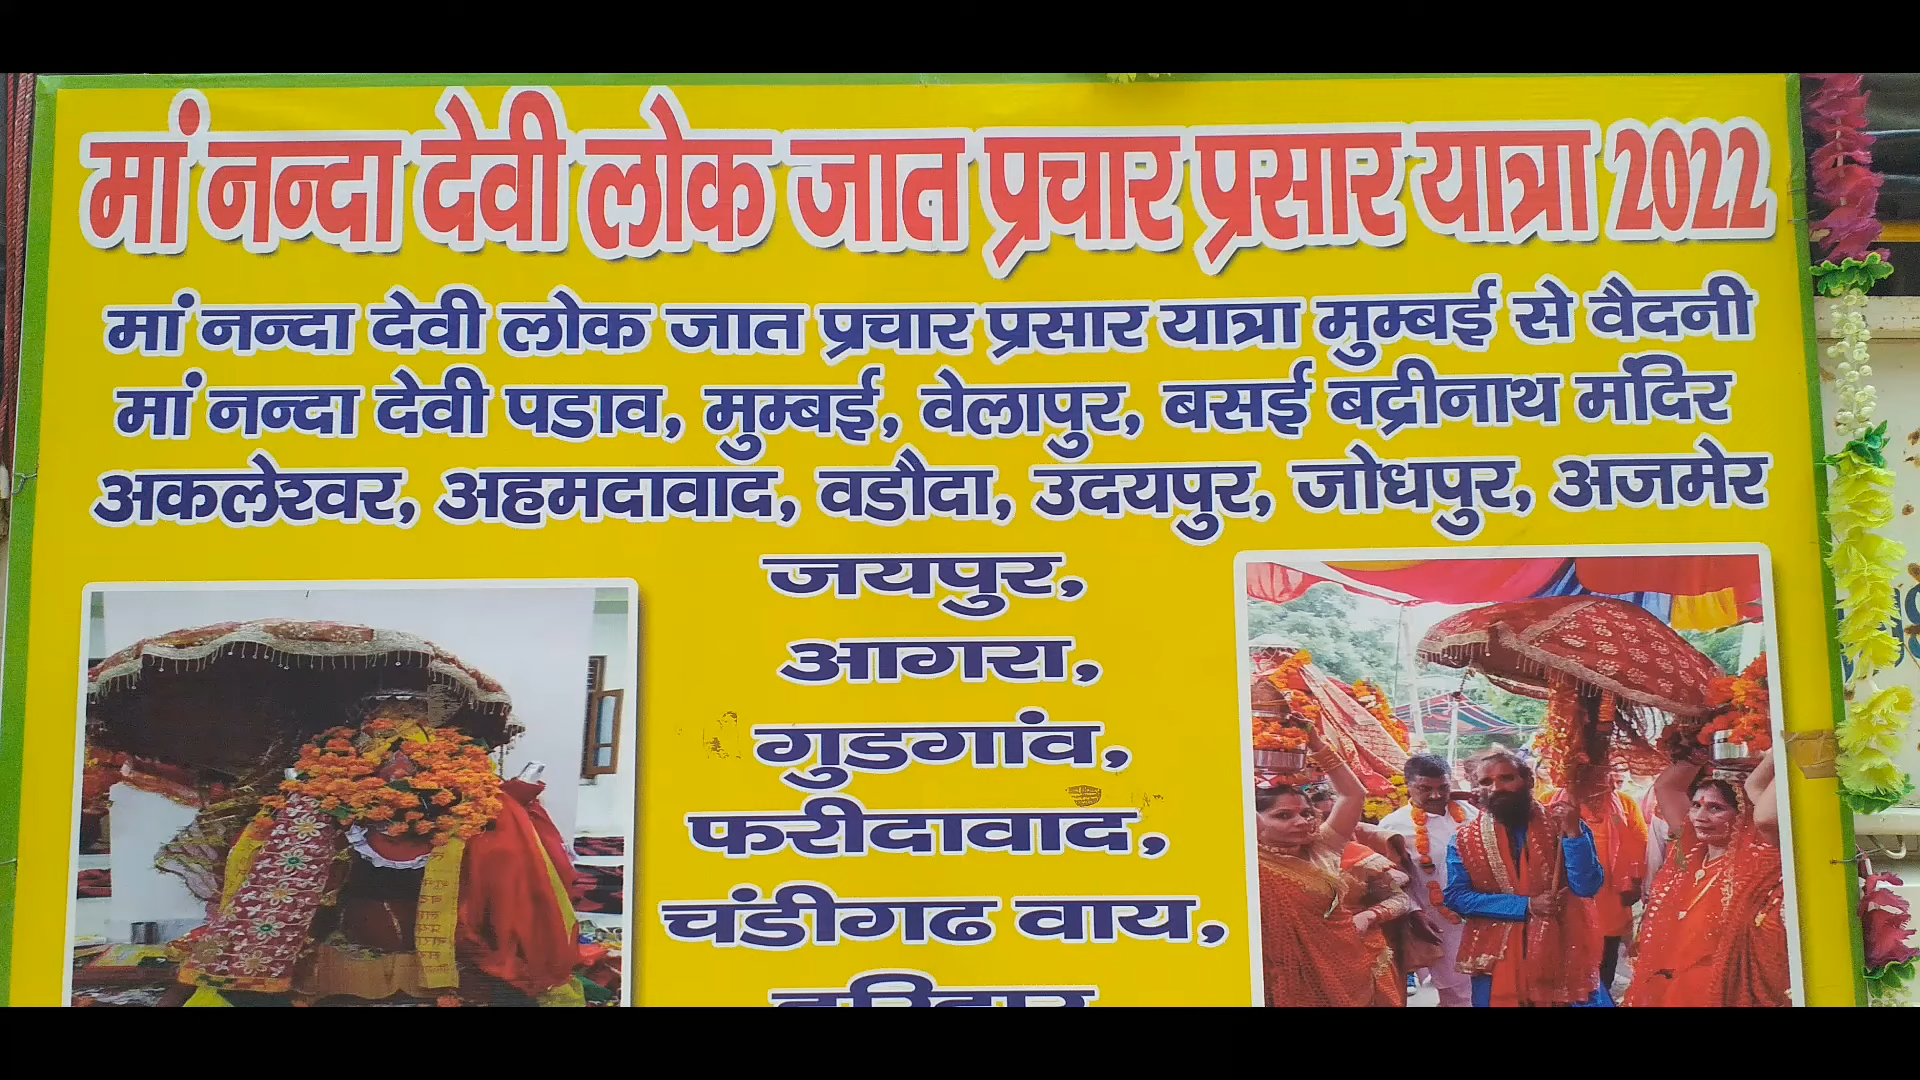 मां नन्दा देवी लोक जात प्रचार प्रसार यात्रा 2022
मां नन्दा देवी लोक जात प्रचार प्रसार यात्रा मुम्बई से वैदनी
मां नन्दा देवी पडाव, मुम्बई, वेलापुर, बसई बद्रीनाथ मंदिर
अकलेश्वर, अहमदावाद, वडौदा, उदयपुर, जोधपुर, अजमेर
जयपुर,
आगरा,
गुडगांव,
फरीदावाद,
चंडीगढ वाय,